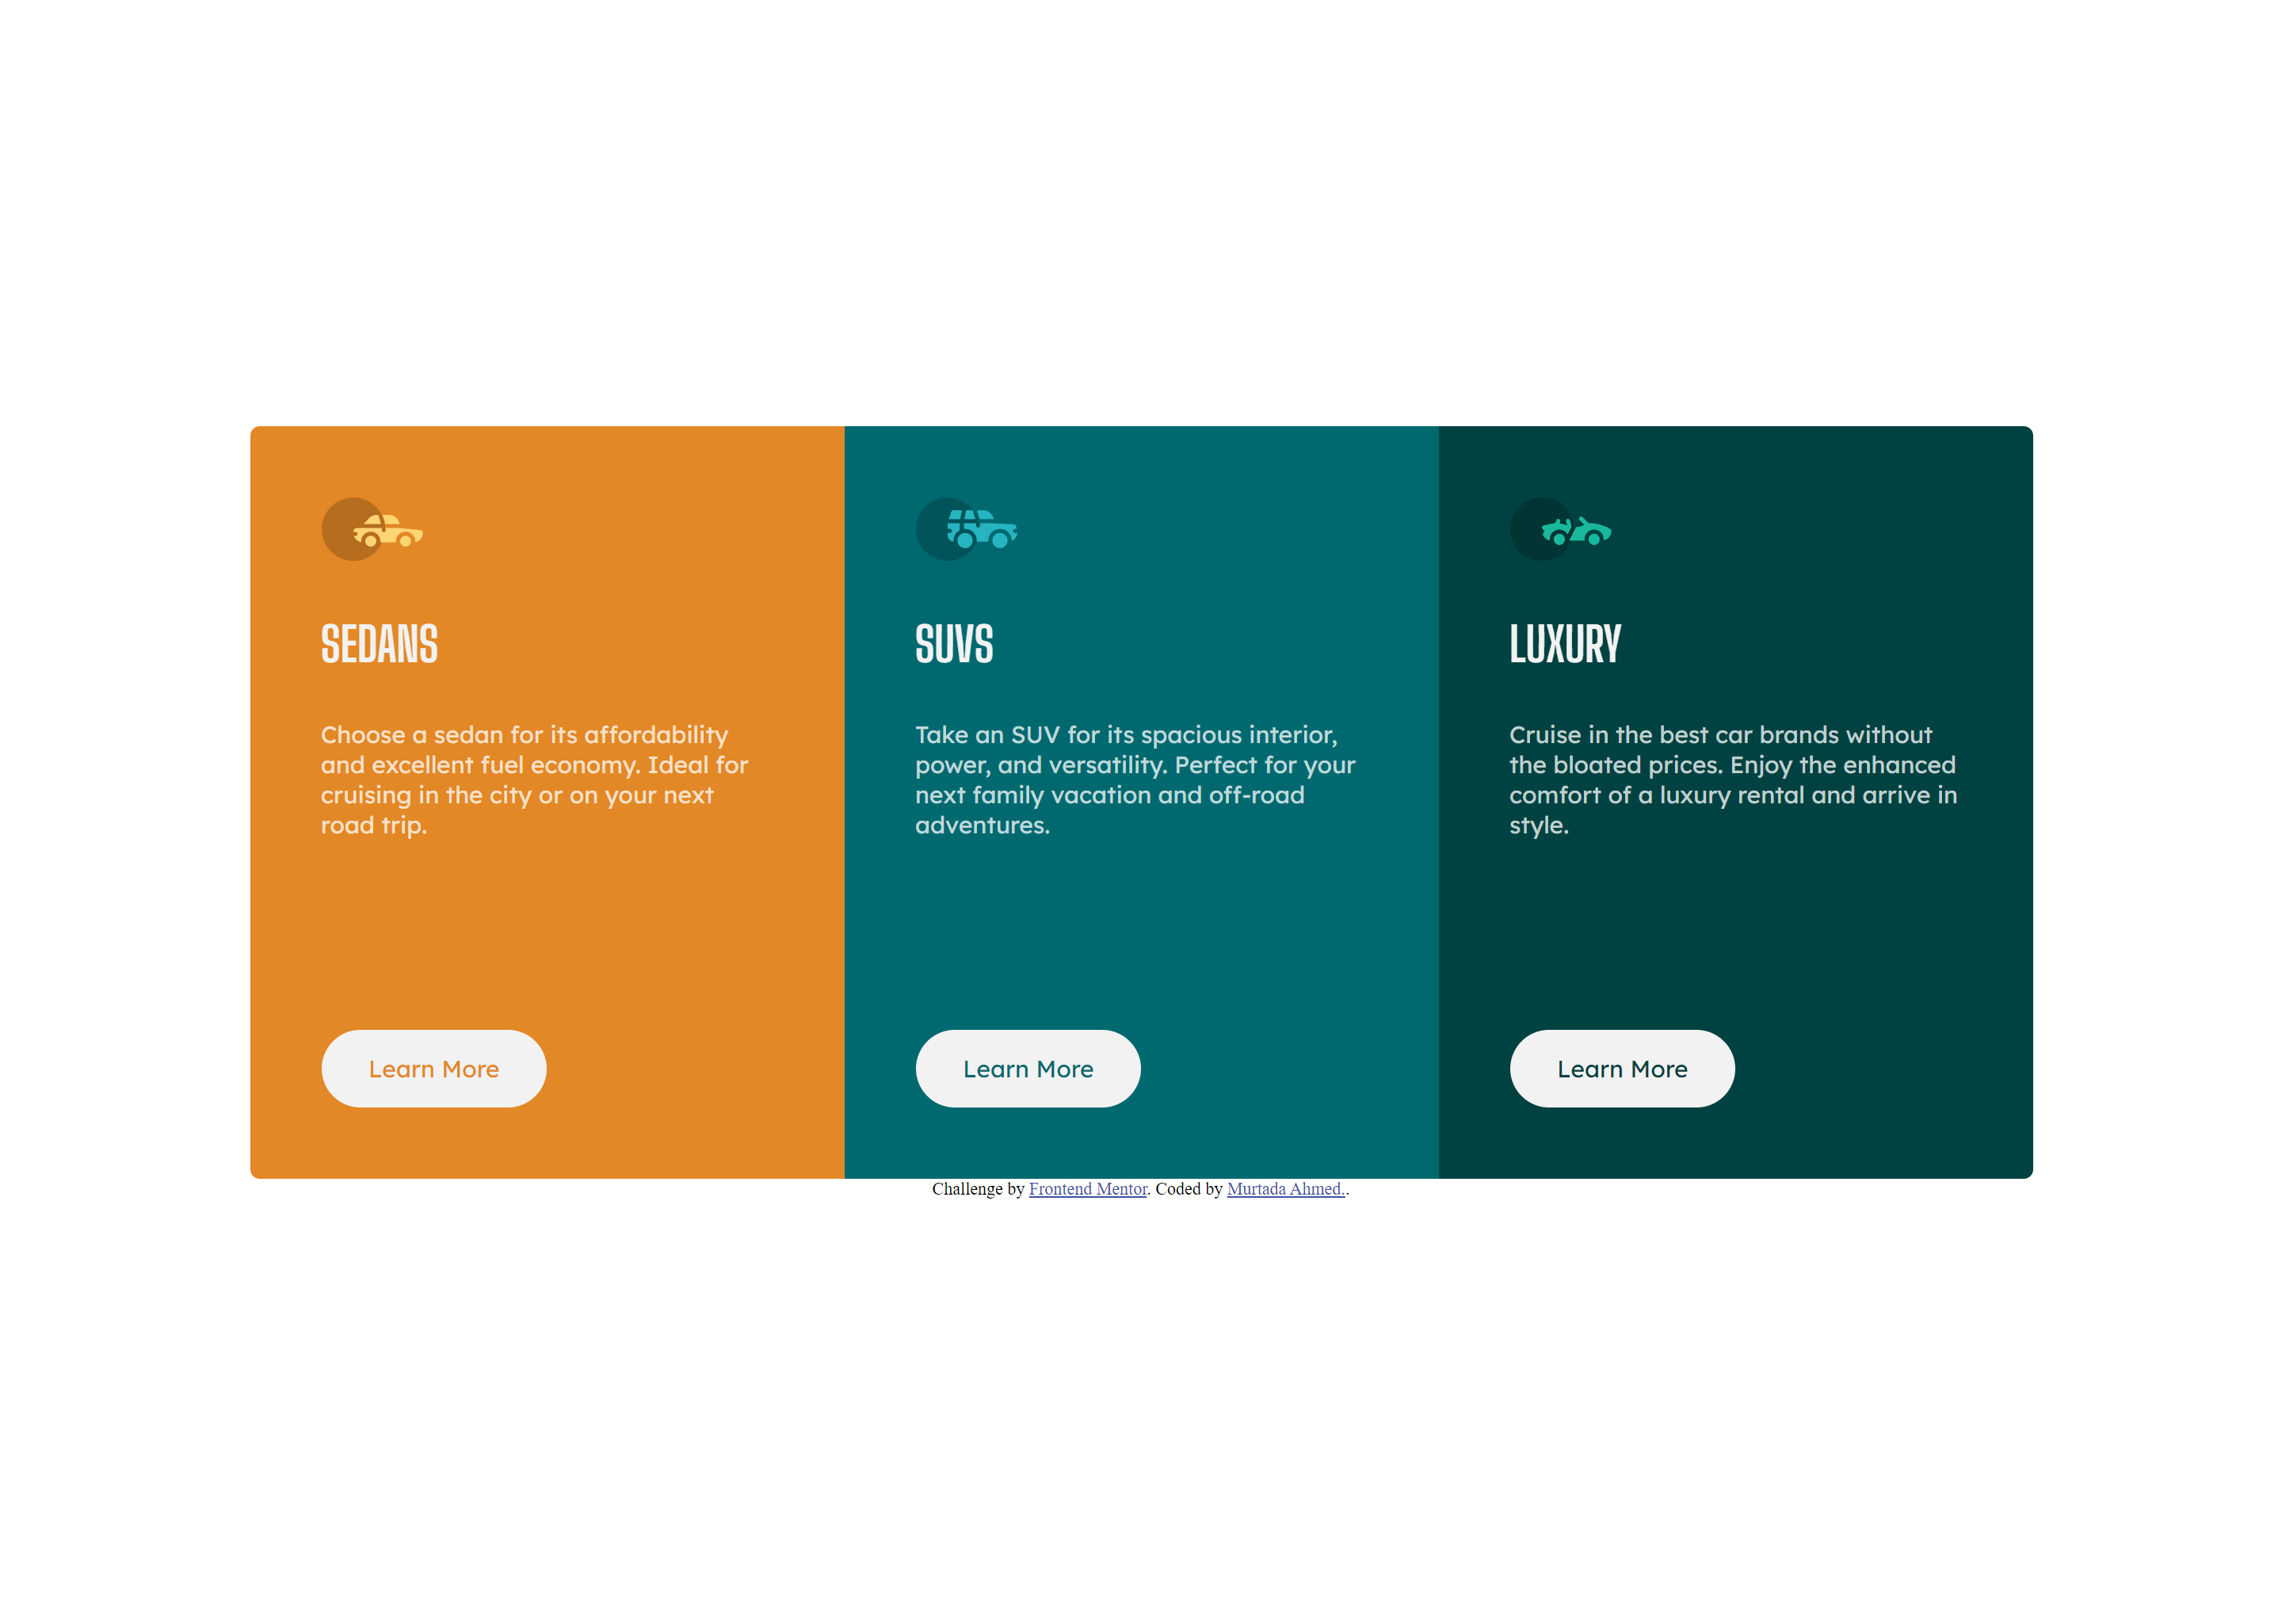 SEDANS
Choose a sedan for its affordability
and excellent fuel economy. Ideal for
cruising in the city or on your next
road trip.
Learn More
SUVS
Take an SUV for its spacious interior,
power, and versatility. Perfect for your
next family vacation and off-road
adventures.
Learn More
LUXURY
Cruise in the best car brands without
the bloated prices. Enjoy the enhanced
comfort of a luxury rental and arrive in
style.
Learn More
Challenge by Frontend Mentor. Coded by Murtada Ahmed..